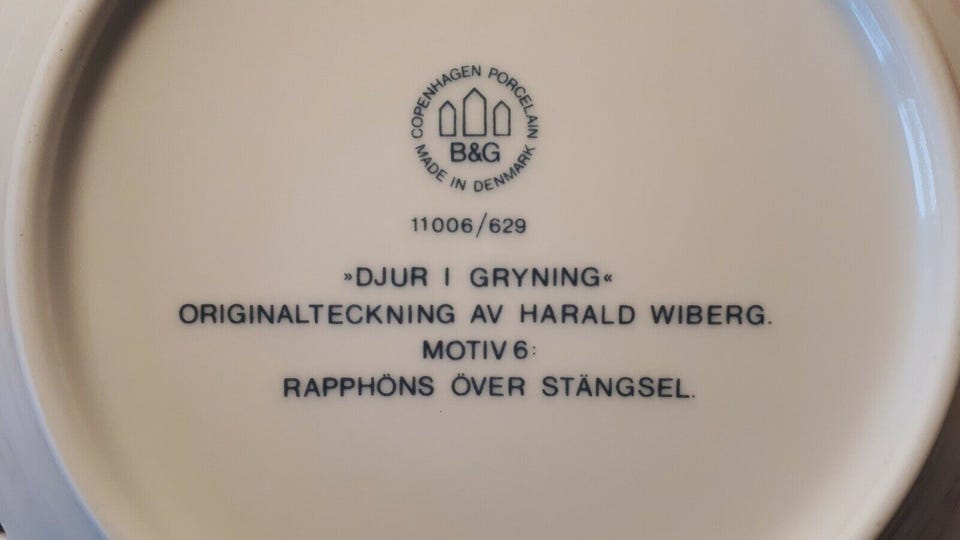 COPENHAGEN PORCELAIN
B&G
MADE IN DENMARK
11006/629
»DJUR I GRYNING«
ORIGINALTECKNING AV HARALD WIBERG.
MOTIV 6:
RAPPHÖNS ÖVER STÄNGSEL.